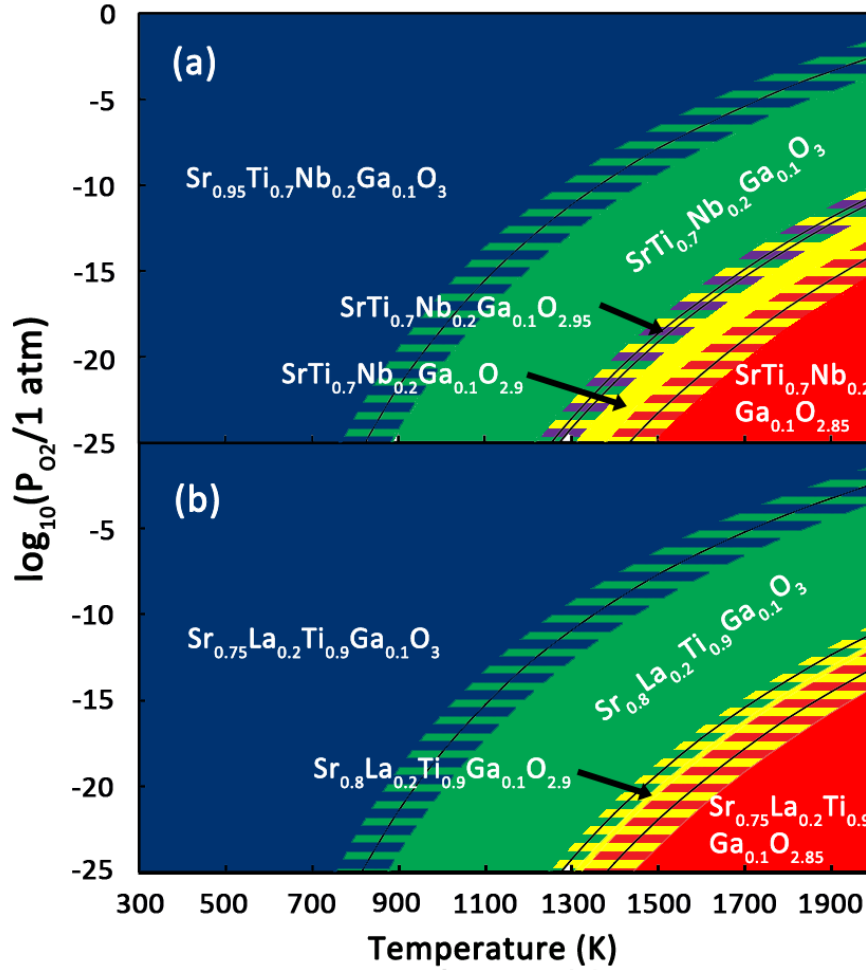 0
(a)
-5
Sr₀.₉₅Ti₀.₇Nb₀.₂Ga₀.₁O₃
SrTi₀.₇Nb₀.₂Ga₀.₁O₃
-10
-15
SrTi₀.₇Nb₀.₂Ga₀.₁O₂.₉₅
-20
SrTi₀.₇Nb₀.₂Ga₀.₁O₂.₉
SrTi₀.₇Nb₀.₂
Ga₀.₁O₂.₈₅
-25
log₁₀(P_O2/1 atm)
(b)
-5
-10
Sr₀.₇₅La₀.₂Ti₀.₉Ga₀.₁O₃
Sr₀.₈La₀.₂Ti₀.₉Ga₀.₁O₃
-15
Sr₀.₈La₀.₂Ti₀.₉Ga₀.₁O₂.₉
-20
Sr₀.₇₅La₀.₂Ti₀.₉
Ga₀.₁O₂.₈₅
-25
300 500 700 900 1100 1300 1500 1700 1900
Temperature (K)